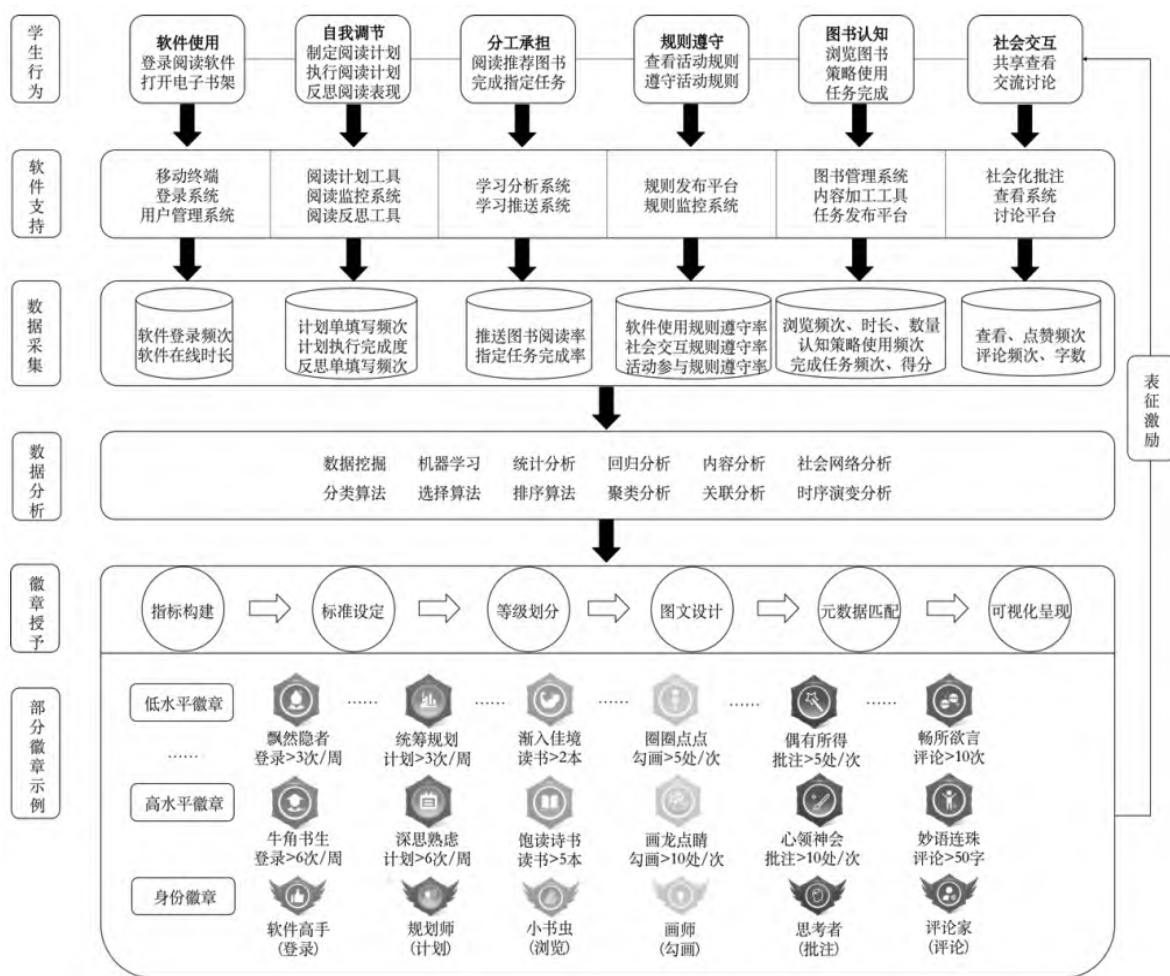 学生行为
软件使用
登录阅读软件
打开电子书架
自我调节
制定阅读计划
执行阅读计划
反思阅读表现
分工承担
阅读推荐图书
完成指定任务
规则遵守
查看活动规则
遵守活动规则
图书认知
浏览图书
策略使用
任务完成
社会交互
共享查看
交流讨论
软件支持
移动终端
登录系统
用户管理系统
阅读计划工具
阅读监控系统
阅读反思工具
学习分析系统
学习推送系统
规则发布平台
规则监控系统
图书管理系统
内容加工工具
任务发布平台
社会化批注
查看系统
讨论平台
数据采集
软件登录频次
软件在线时长
计划单填写频次
计划执行完成度
反思单填写频次
推送图书阅读率
指定任务完成率
软件使用规则遵守率
社会交互规则遵守率
活动参与规则遵守率
浏览频次、时长、数量
认知策略使用频次
完成任务频次、得分
查看、点赞频次
评论频次、字数
表征激励
数据分析
数据挖掘 机器学习 统计分析 回归分析 内容分析 社会网络分析
分类算法 选择算法 排序算法 聚类分析 关联分析 时序演变分析
徽章授予
指标构建 标准设定 等级划分 图文设计 元数据匹配 可视化呈现
部分徽章示例
低水平徽章 …… …… …… …… ……
飘然隐者 统筹规划 渐入佳境 圈圈点点 偶有所得 畅所欲言
…… 登录>3次/周 计划>3次/周 读书>2本 勾画>5处/次 批注>5处/次 评论>10次
高水平徽章
牛角书生 深思熟虑 饱读诗书 画龙点睛 心领神会 妙语连珠
登录>6次/周 计划>6次/周 读书>5本 勾画>10处/次 批注>10处/次 评论>50字
身份徽章
软件高手 规划师 小书虫 画师 思考者 评论家
(登录) (计划) (浏览) (勾画) (批注) (评论)